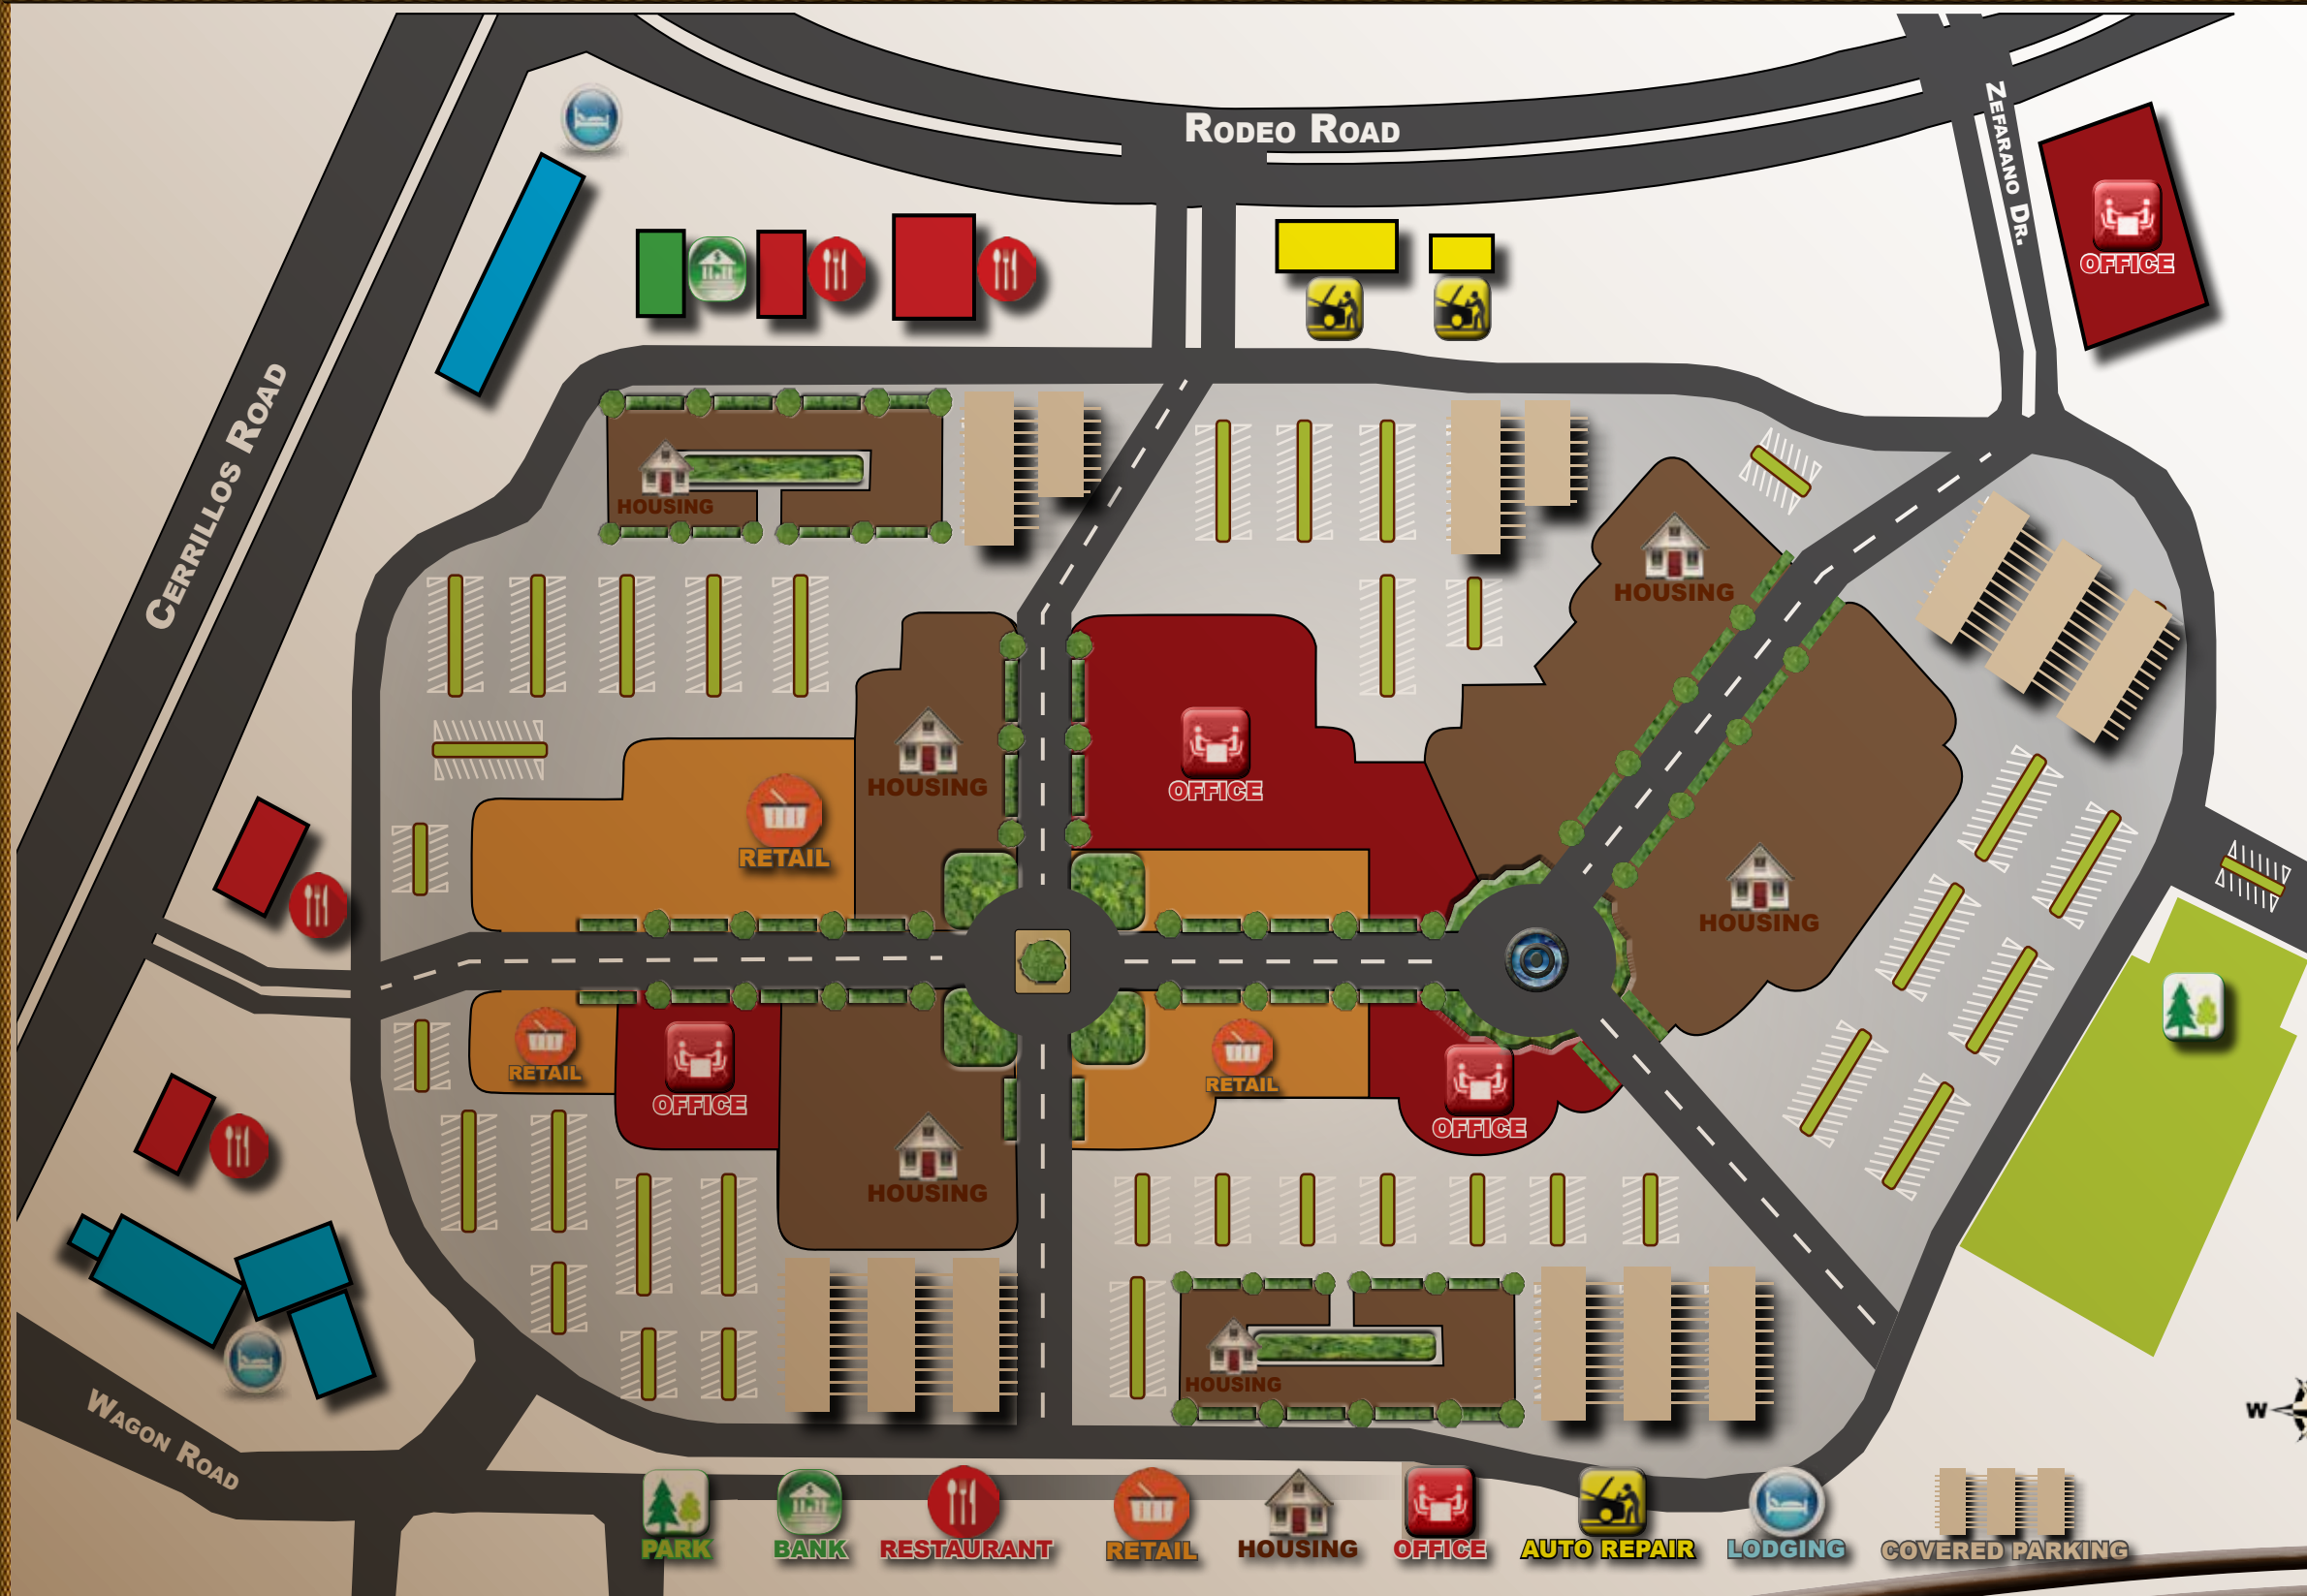 RODEO ROAD
ZEFARANO DR.
OFFICE
CERRILLOS ROAD
HOUSING
HOUSING
HOUSING
OFFICE
RETAIL
HOUSING
RETAIL
OFFICE
RETAIL
OFFICE
HOUSING
HOUSING
WAGON ROAD
W
PARK
BANK
RESTAURANT
RETAIL
HOUSING
OFFICE
AUTO REPAIR
LODGING
COVERED PARKING